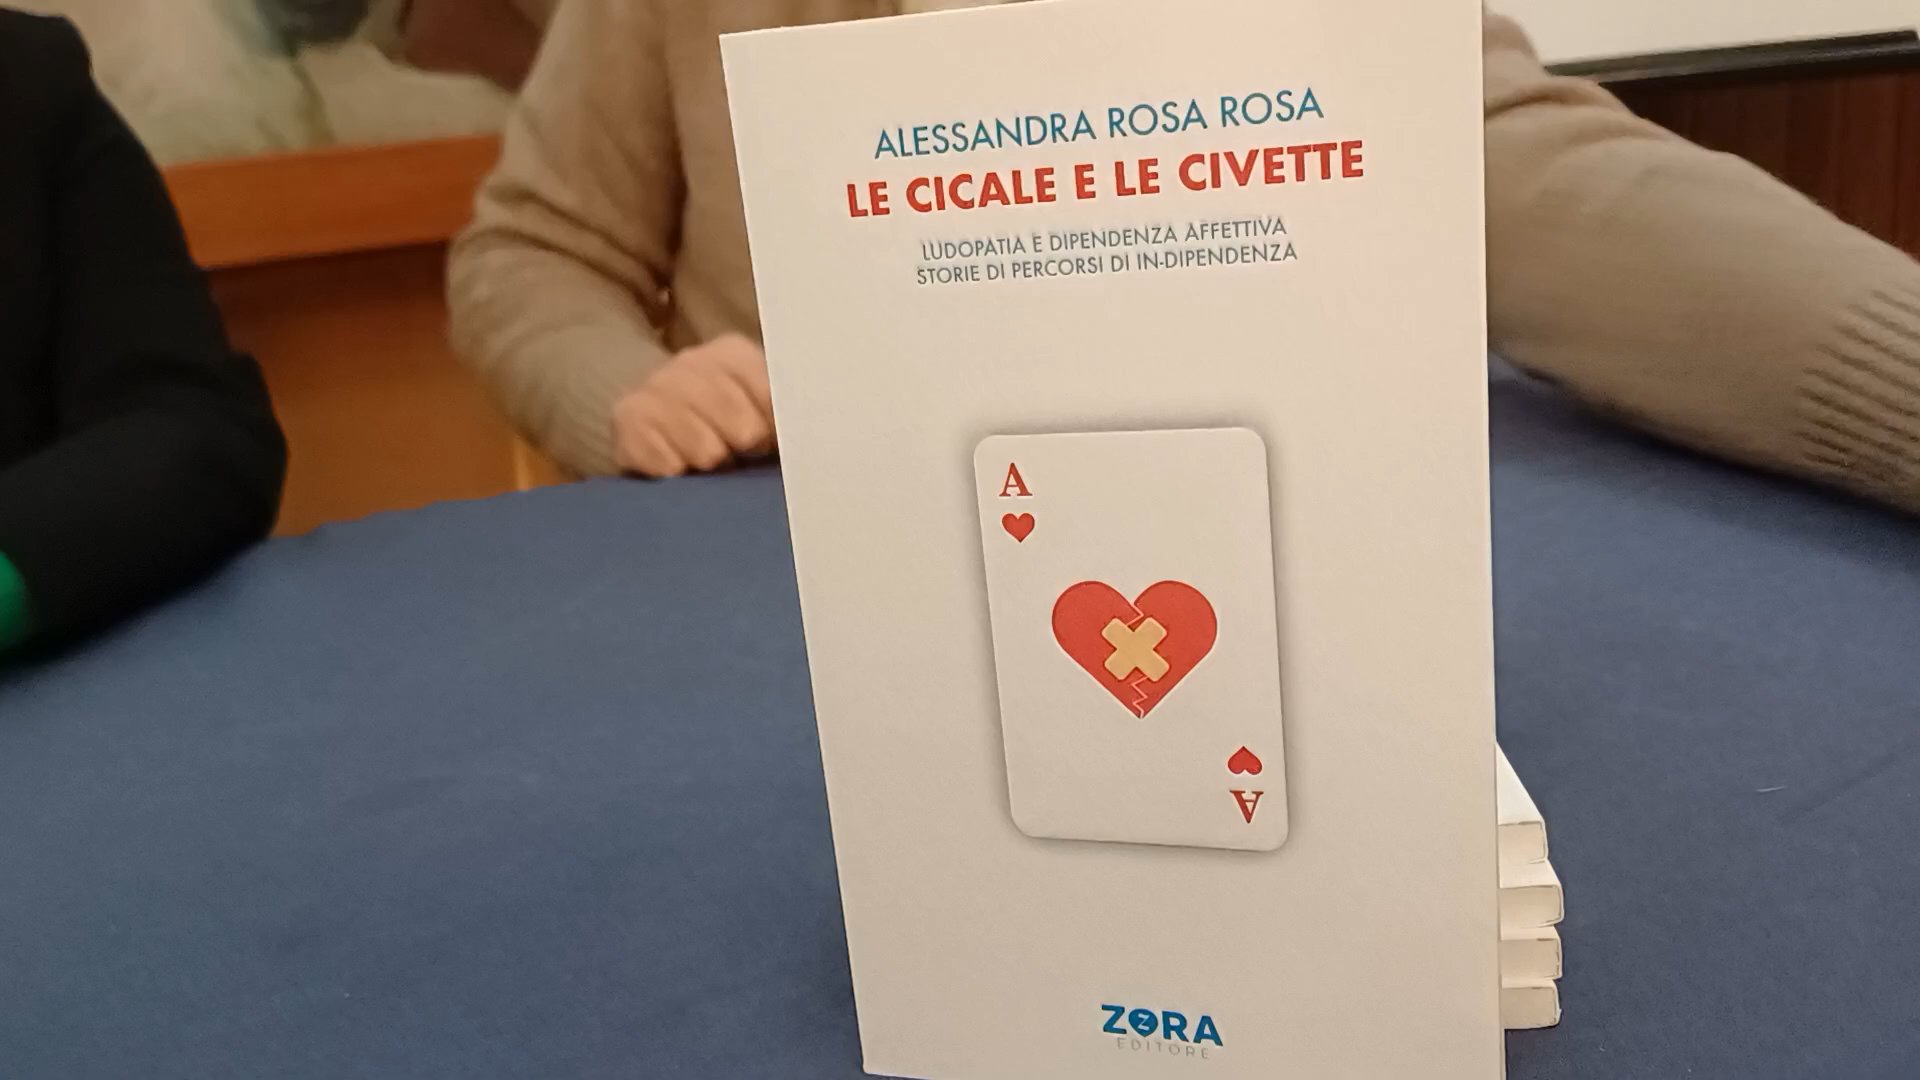 ALESSANDRA ROSA ROSA
LE CICALE E LE CIVETTE
LUDOPATIA E DIPENDENZA AFFETTIVA
STORIE DI PERCORSI DI IN-DIPENDENZA
A
A
ZORA
EDITORE